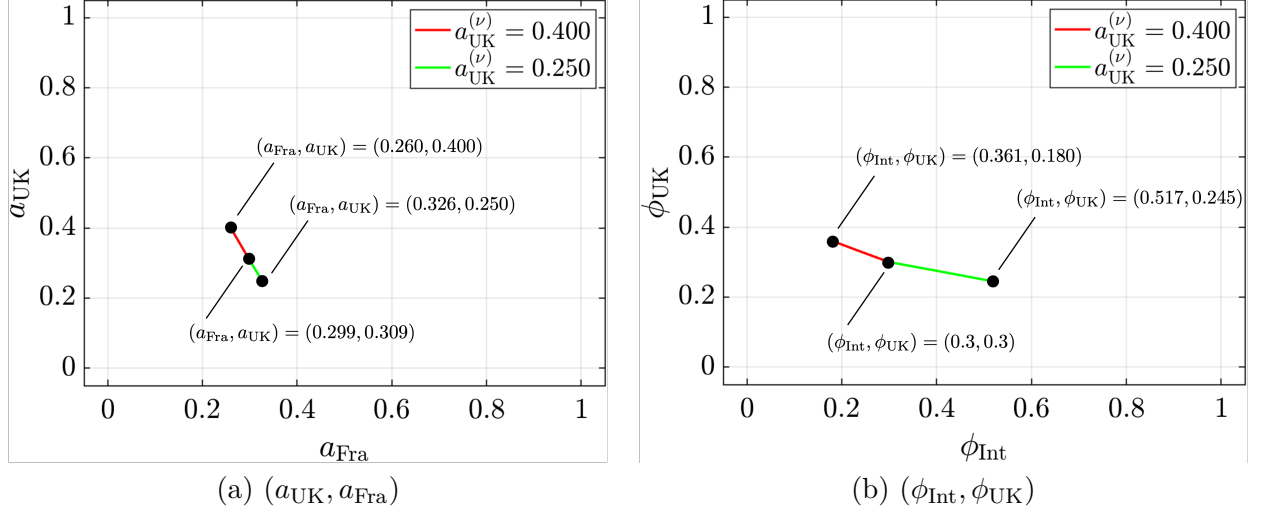 1
0.8
0.6
0.4
0.2
0
a_UK
a_UK^(ν) = 0.400
a_UK^(ν) = 0.250
(a_Fra, a_UK) = (0.260, 0.400)
(a_Fra, a_UK) = (0.326, 0.250)
(a_Fra, a_UK) = (0.299, 0.309)
0 0.2 0.4 0.6 0.8 1
a_Fra
(a) (a_UK, a_Fra)
1
0.8
0.6
0.4
0.2
0
ϕ_UK
a_UK^(ν) = 0.400
a_UK^(ν) = 0.250
(ϕ_Int, ϕ_UK) = (0.361, 0.180)
(ϕ_Int, ϕ_UK) = (0.517, 0.245)
(ϕ_Int, ϕ_UK) = (0.3, 0.3)
0 0.2 0.4 0.6 0.8 1
ϕ_Int
(b) (ϕ_Int, ϕ_UK)